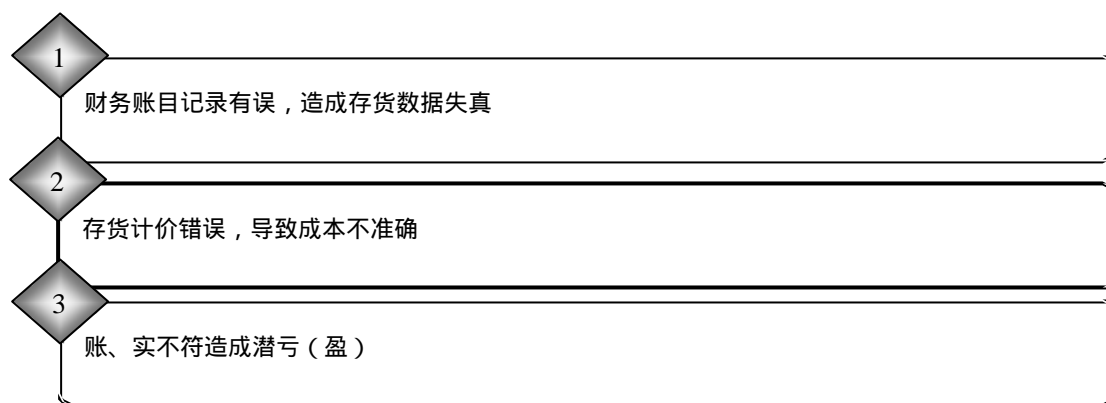 1
财务账目记录有误，造成存货数据失真
2
存货计价错误，导致成本不准确
3
账、实不符造成潜亏（盈）